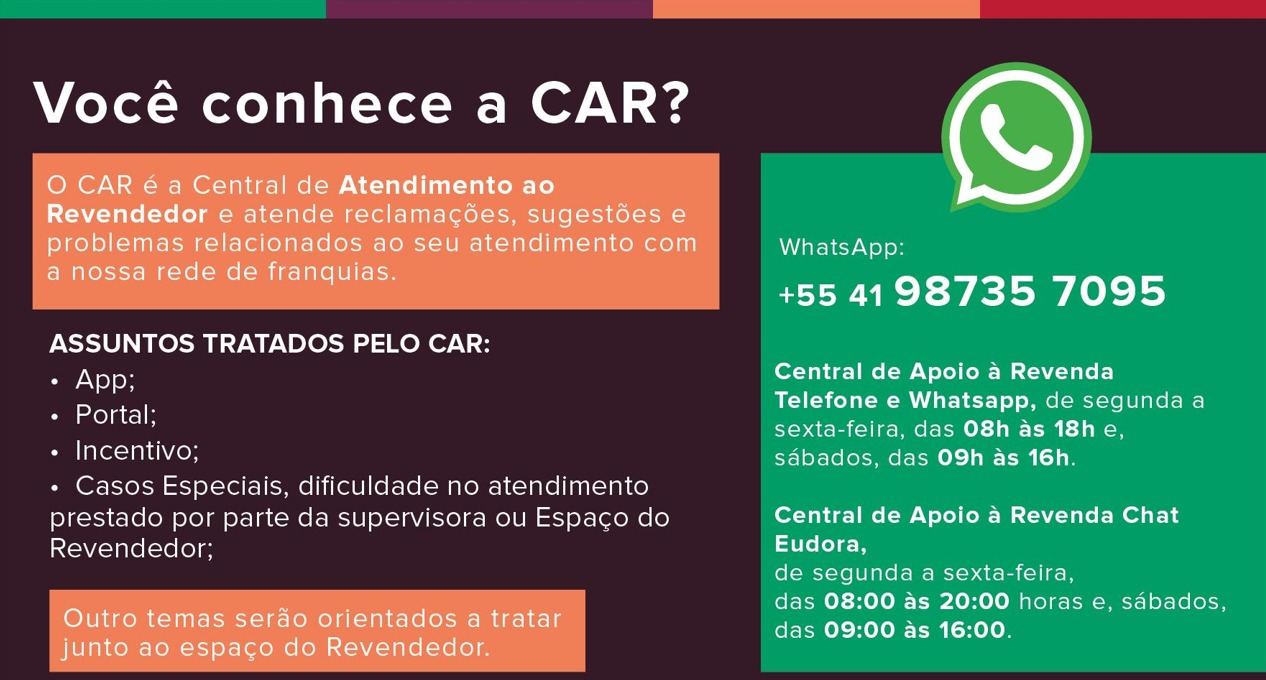 Você conhece a CAR?
O CAR é a Central de Atendimento ao
Revendedor e atende reclamações, sugestões e
problemas relacionados ao seu atendimento com
a nossa rede de franquias.
ASSUNTOS TRATADOS PELO CAR:
• App;
• Portal;
• Incentivo;
• Casos Especiais, dificuldade no atendimento
prestado por parte da supervisora ou Espaço do
Revendedor;
Outro temas serão orientados a tratar
junto ao espaço do Revendedor.
WhatsApp:
+55 41 98735 7095
Central de Apoio à Revenda
Telefone e Whatsapp, de segunda a
sexta-feira, das 08h às 18h e,
sábados, das 09h às 16h.
Central de Apoio à Revenda Chat
Eudora,
de segunda a sexta-feira,
das 08:00 às 20:00 horas e, sábados,
das 09:00 às 16:00.